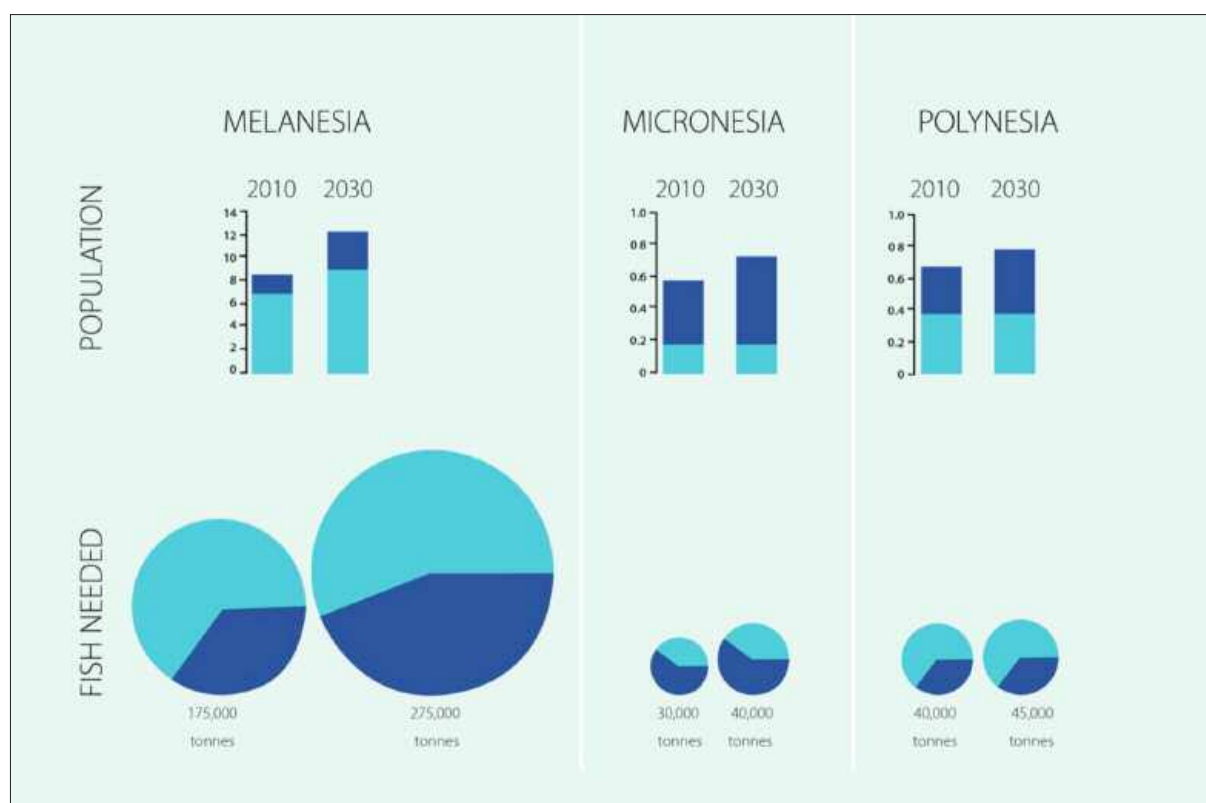 MELANESIA
MICRONESIA
POLYNESIA
POPULATION
2010 2030
14
12
10
8
6
4
2
0
2010 2030
1.0
0.8
0.6
0.4
0.2
0
2010 2030
1.0
0.8
0.6
0.4
0.2
0
FISH NEEDED
175,000
tonnes
275,000
tonnes
30,000
tonnes
40,000
tonnes
40,000
tonnes
45,000
tonnes